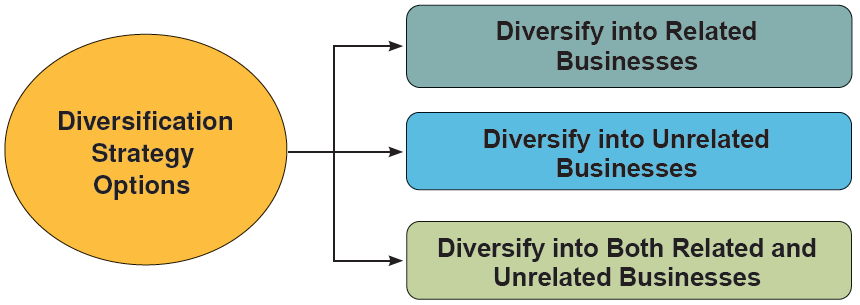 Diversification
Strategy
Options
Diversify into Related
Businesses
Diversify into Unrelated
Businesses
Diversify into Both Related and
Unrelated Businesses